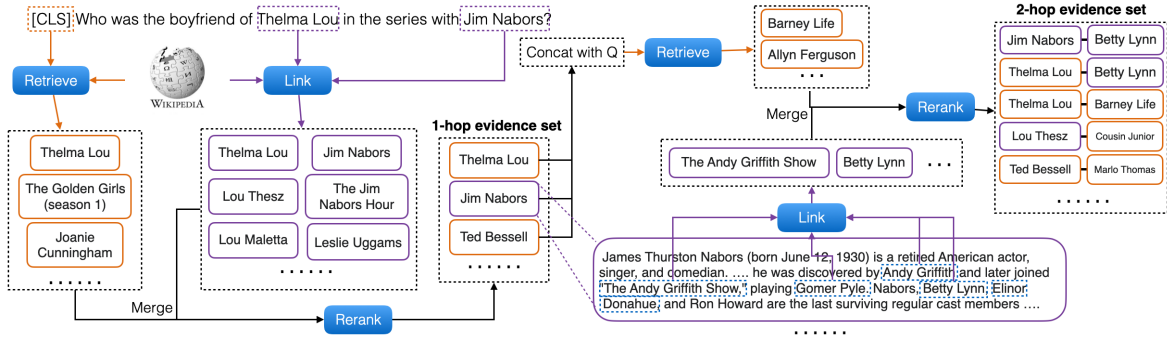 [CLS] Who was the boyfriend of Thelma Lou in the series with Jim Nabors?
Retrieve
WIKIPEDIA
Link
Thelma Lou
The Golden Girls
(season 1)
Joanie
Cunningham
......
Thelma Lou
Jim Nabors
Lou Thesz
The Jim
Nabors Hour
Lou Maletta
Leslie Uggams
......
Merge
Rerank
1-hop evidence set
Thelma Lou
Jim Nabors
Ted Bessell
......
Concat with Q
Retrieve
Barney Life
Allyn Ferguson
...
Merge
Rerank
The Andy Griffith Show
Betty Lynn
...
Link
James Thurston Nabors (born June 12, 1930) is a retired American actor,
singer, and comedian. .... he was discovered by Andy Griffith and later joined
"The Andy Griffith Show," playing Gomer Pyle. Nabors, Betty Lynn, Elinor
Donahue, and Ron Howard are the last surviving regular cast members ....
......
2-hop evidence set
Jim Nabors Betty Lynn
Thelma Lou Betty Lynn
Thelma Lou Barney Life
Lou Thesz Cousin Junior
Ted Bessell Marlo Thomas
......